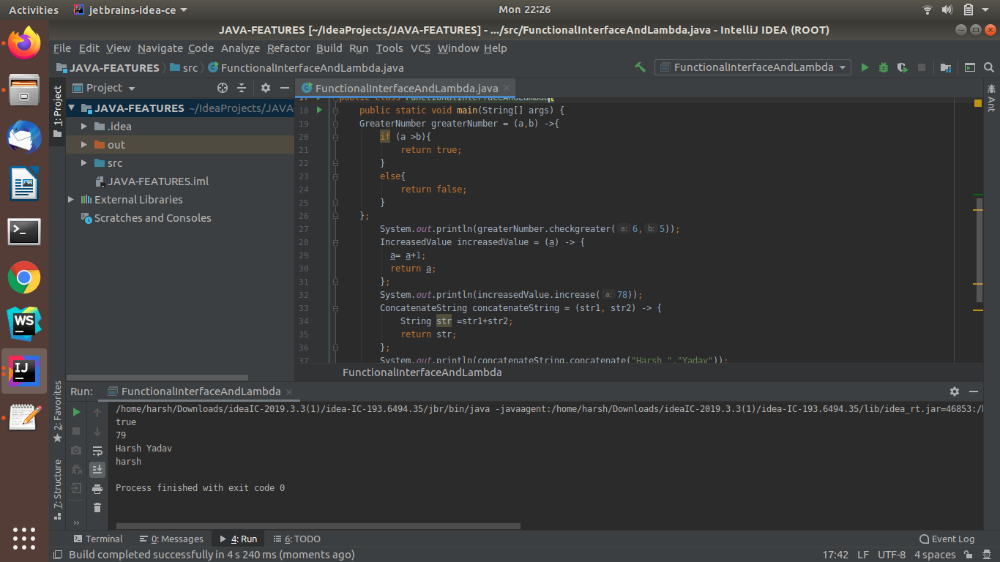 Activities jetbrains-idea-ce Mon 22:26
JAVA-FEATURES [~/IdeaProjects/JAVA-FEATURES] - .../src/FunctionalInterfaceAndLambda.java - IntelliJ IDEA (ROOT)
File Edit View Navigate Code Analyze Refactor Build Run Tools VCS Window Help
JAVA-FEATURES src FunctionalInterfaceAndLambda.java FunctionalInterfaceAndLambda
1: Project
Project
JAVA-FEATURES ~/IdeaProjects/JAVA
.idea
out
src
JAVA-FEATURES.iml
External Libraries
Scratches and Consoles
FunctionalInterfaceAndLambda.java
Ant
17 public class FunctionalInterfaceAndLambda{
18 public static void main(String[] args) {
19 GreaterNumber greaterNumber = (a,b) ->{
20 if (a >b){
21 return true;
22 }
23 else{
24 return false;
25 }
26 };
27 System.out.println(greaterNumber.checkgreater( a: 6, b: 5));
28 IncreasedValue increasedValue = (a) -> {
29 a= a+1;
30 return a;
31 };
32 System.out.println(increasedValue.increase( a: 78));
33 ConcatenateString concatenateString = (str1, str2) -> {
34 String str =str1+str2;
35 return str;
36 };
37 System.out.println(concatenateString.concatenate("Harsh ","Yadav"));
FunctionalInterfaceAndLambda
2: Favorites
7: Structure
Run: FunctionalInterfaceAndLambda
/home/harsh/Downloads/ideaIC-2019.3.3(1)/idea-IC-193.6494.35/jbr/bin/java -javaagent:/home/harsh/Downloads/ideaIC-2019.3.3(1)/idea-IC-193.6494.35/lib/idea_rt.jar=46853:/
true
79
Harsh Yadav
harsh
Process finished with exit code 0
Terminal 0: Messages 4: Run 6: TODO Event Log
Build completed successfully in 4 s 240 ms (moments ago) 17:42 LF UTF-8 4 spaces
WS
IJ